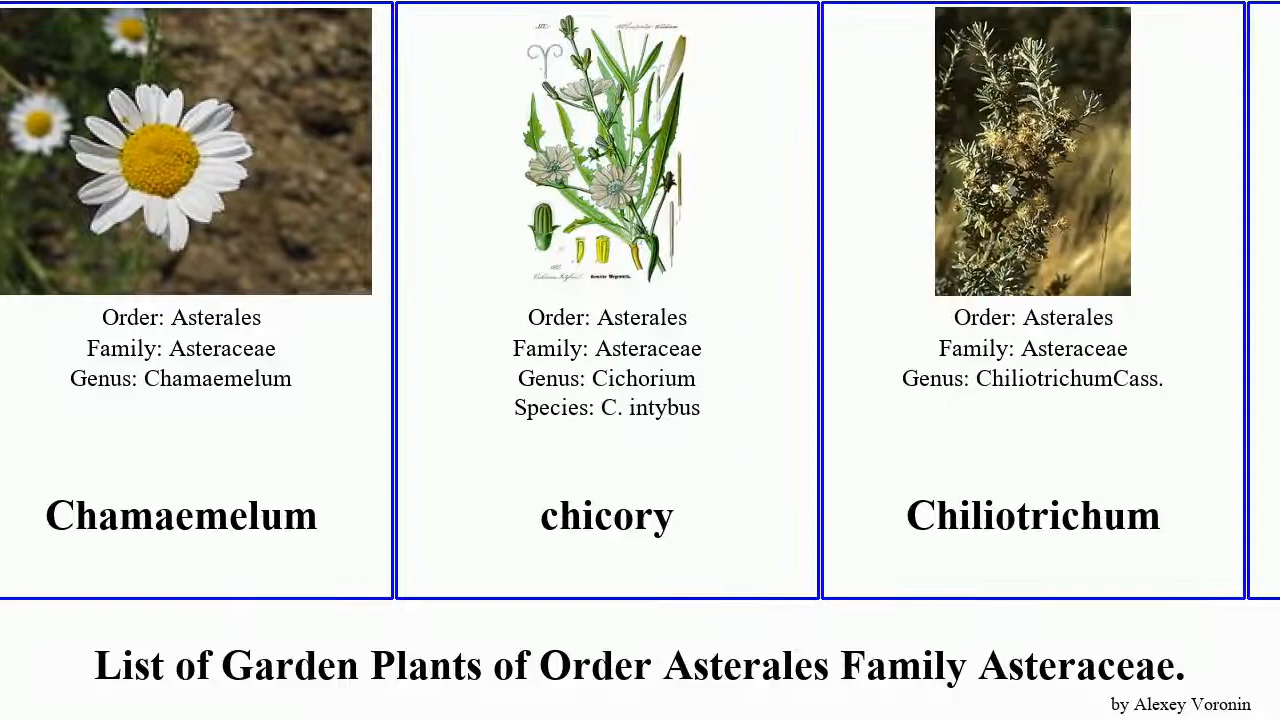 Order: Asterales
Family: Asteraceae
Genus: Chamaemelum
Chamaemelum
Order: Asterales
Family: Asteraceae
Genus: Cichorium
Species: C. intybus
chicory
Order: Asterales
Family: Asteraceae
Genus: ChiliotrichumCass.
Chiliotrichum
List of Garden Plants of Order Asterales Family Asteraceae.
by Alexey Voronin